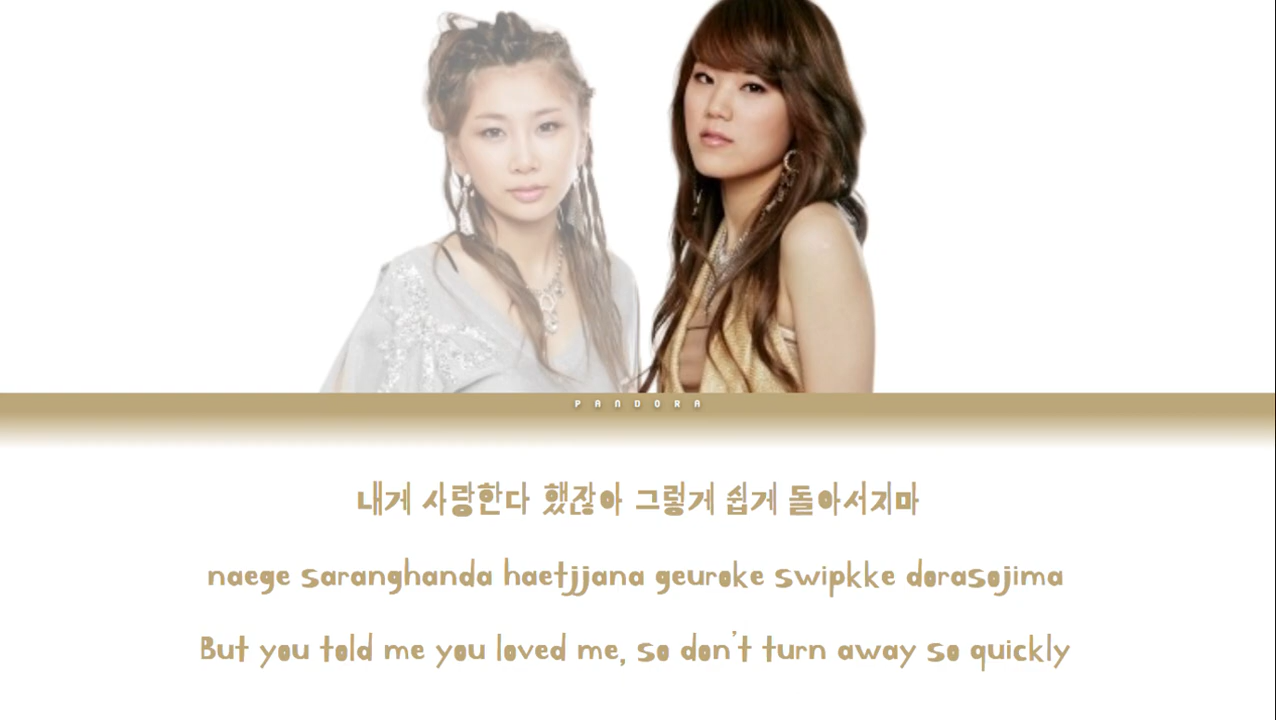 PANDORA
내게 사랑한다 했잖아 그렇게 쉽게 돌아서지마
naege saranghanda haetjjana geuroke swipkke dorasojima
But you told me you loved me, so don't turn away so quickly